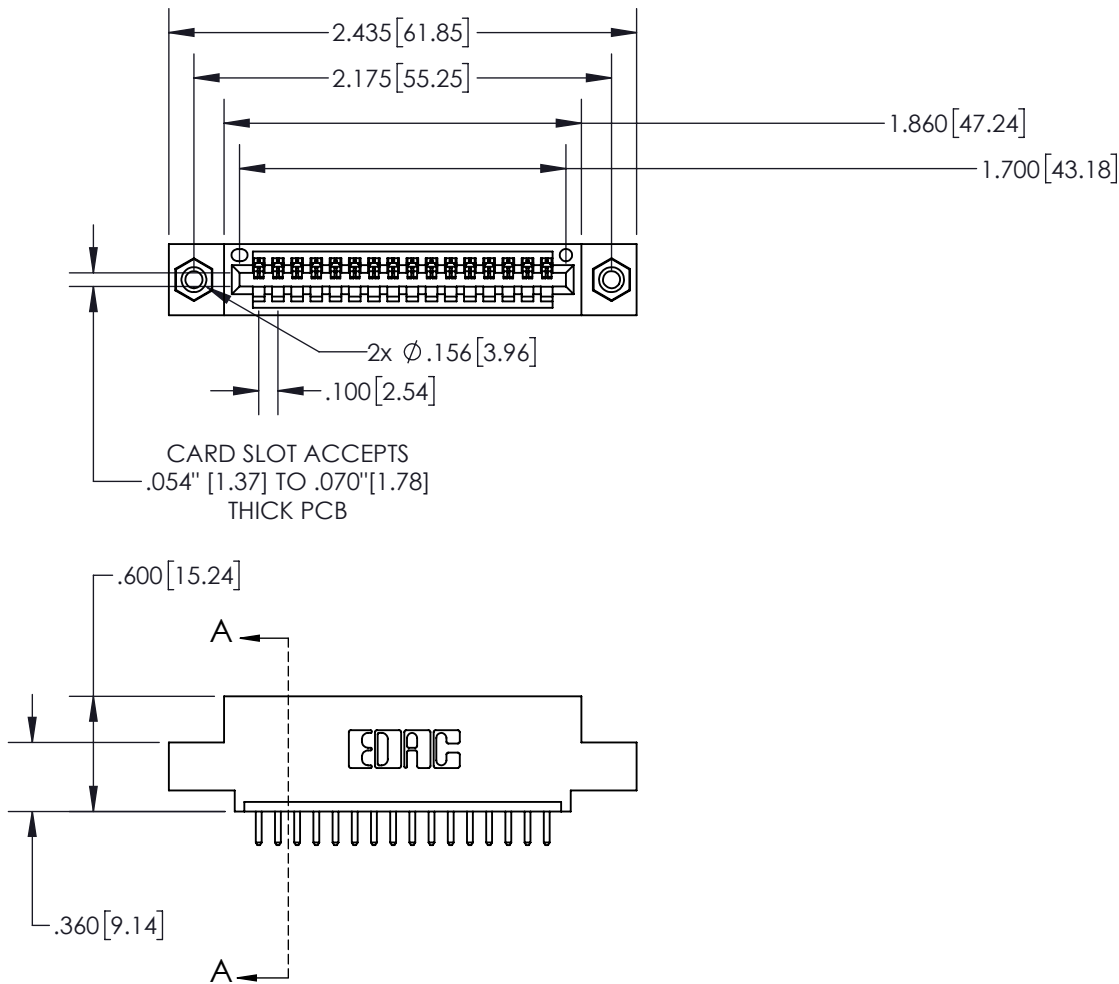 2.435[61.85]
2.175[55.25]
1.860[47.24]
1.700[43.18]
2x Ø.156[3.96]
.100[2.54]
CARD SLOT ACCEPTS
.054" [1.37] TO .070"[1.78]
THICK PCB
.600[15.24]
A
EDAC
.360[9.14]
A